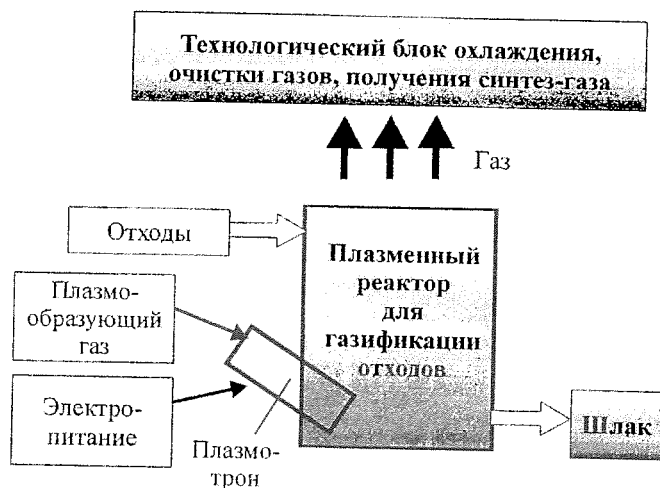 Технологический блок охлаждения,
очистки газов, получения синтез-газа
Газ
Отходы
Плазменный
реактор
для
газификации
отходов
Плазмо-
образующий
газ
Электро-
питание
Плазмо-
трон
Шлак